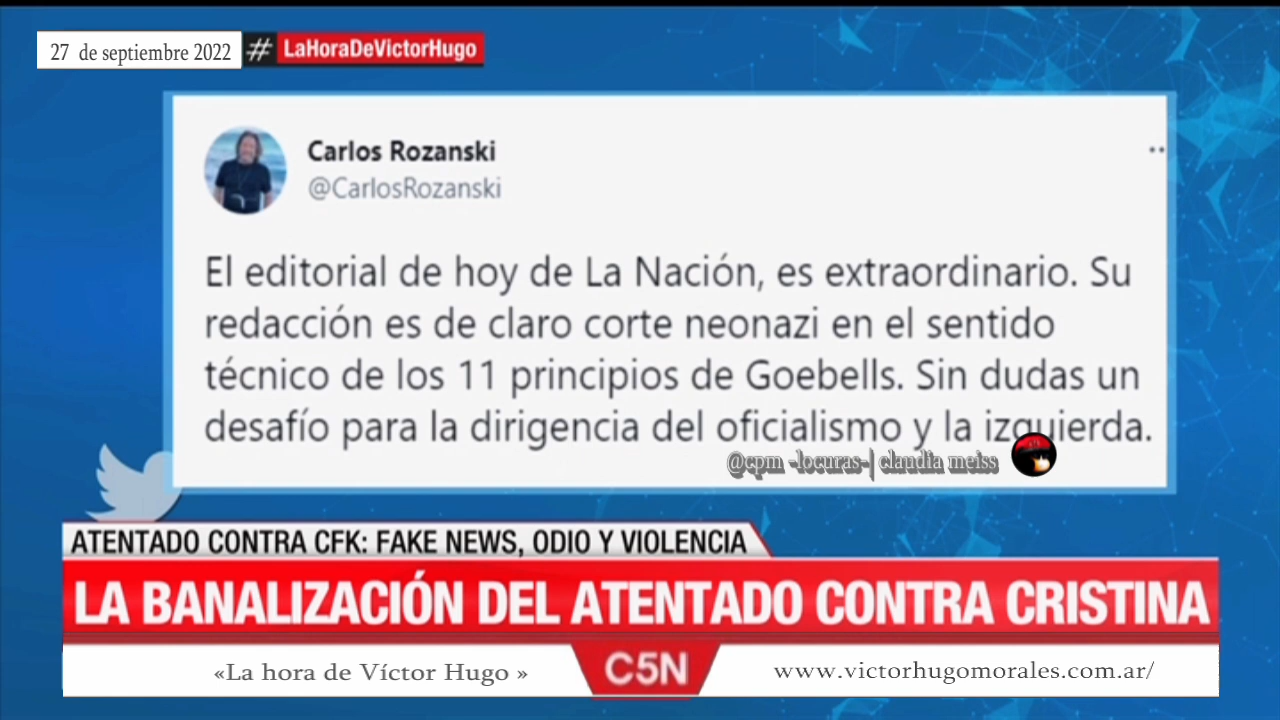 27 de septiembre 2022
# LaHoraDeVictorHugo
Carlos Rozanski
@CarlosRozanski
El editorial de hoy de La Nación, es extraordinario. Su
redacción es de claro corte neonazi en el sentido
técnico de los 11 principios de Goebells. Sin dudas un
desafío para la dirigencia del oficialismo y la izquierda.
@cpm -locuras-| claudia meiss
ATENTADO CONTRA CFK: FAKE NEWS, ODIO Y VIOLENCIA
LA BANALIZACIÓN DEL ATENTADO CONTRA CRISTINA
«La hora de Víctor Hugo »
C5N
www.victorhugomorales.com.ar/